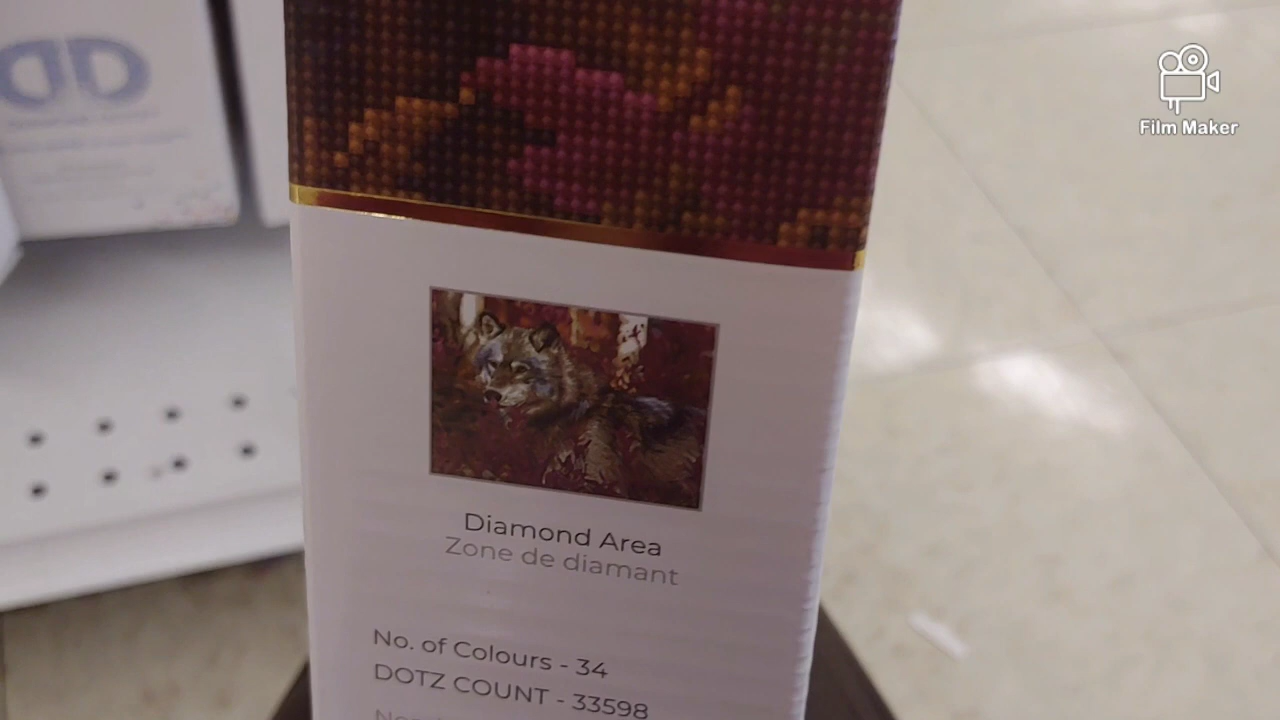 Film Maker
Diamond Area
Zone de diamant
No. of Colours - 34
DOTZ COUNT - 33598